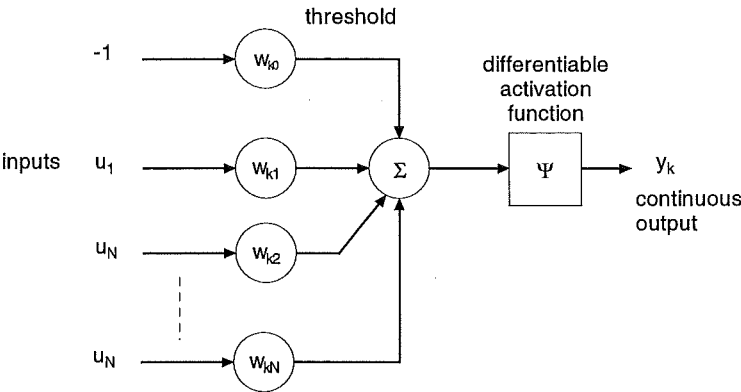 threshold
-1
w_k0
differentiable
activation
function
inputs
u_1
w_k1
Σ
Ψ
y_k
continuous
output
u_N
w_k2
u_N
w_kN